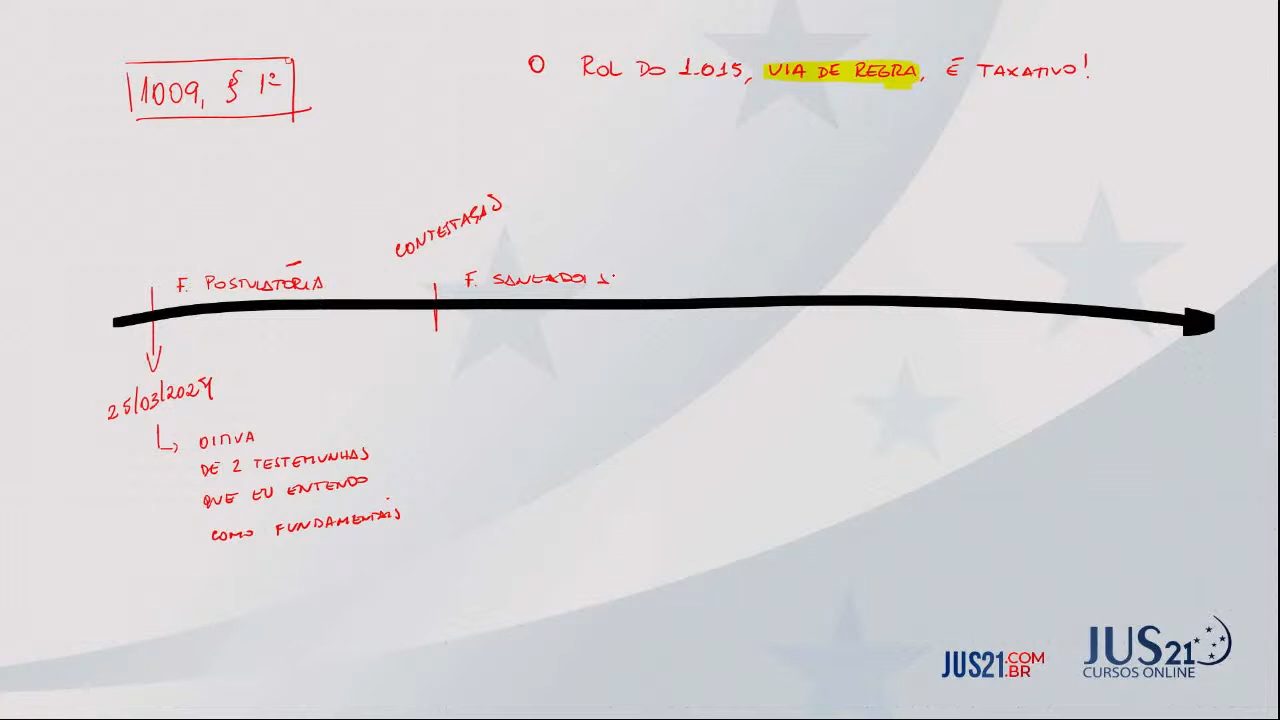 1009, § 1º
O ROL DO 1.015, VIA DE REGRA, É TAXATIVO!
CONTESTAÇÃO
F. POSTULATÓRIA
F. SANEADO
25/03/2024
OITIVA
DE 2 TESTEMUNHAS
QUE EU ENTENDO
COMO FUNDAMENTAIS
JUS21.COM.BR
JUS21
CURSOS ONLINE